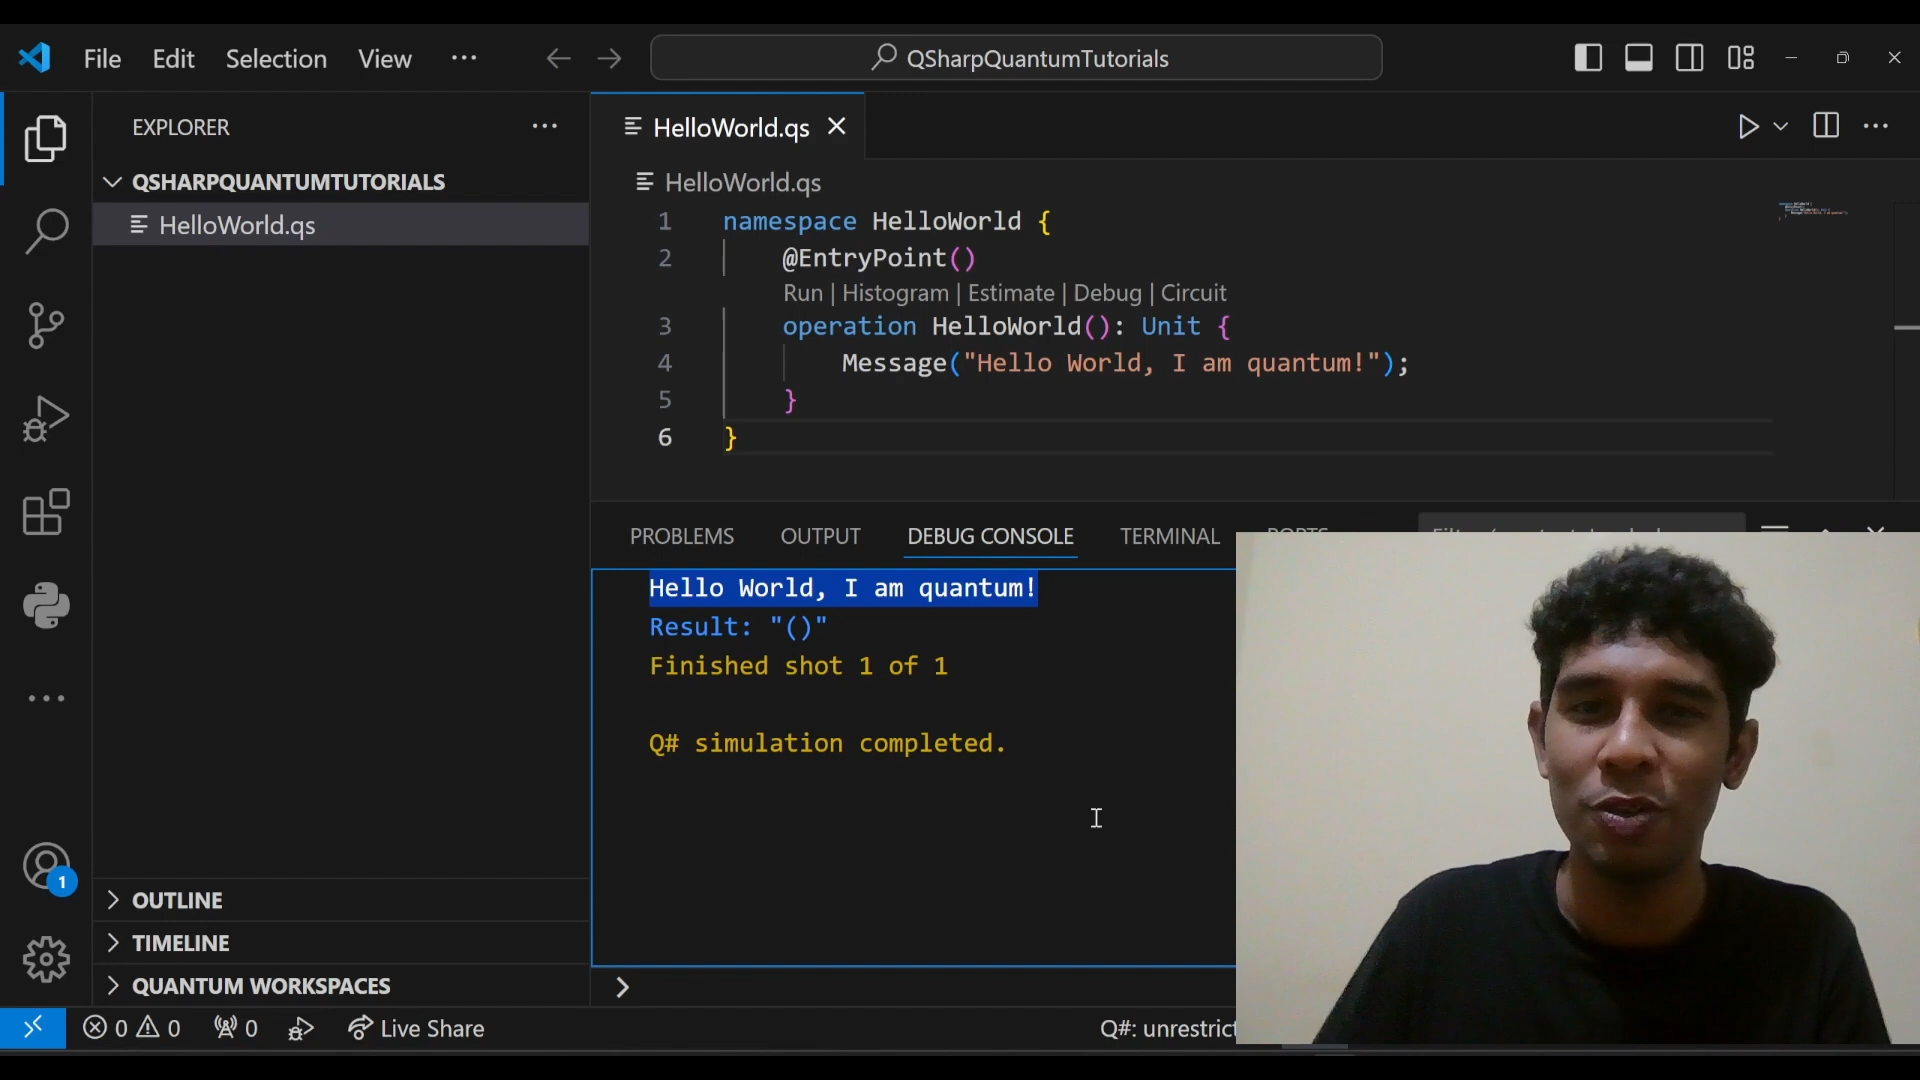 File Edit Selection View ···
QSharpQuantumTutorials
EXPLORER
QSHARPQUANTUMTUTORIALS
HelloWorld.qs
OUTLINE
TIMELINE
QUANTUM WORKSPACES
HelloWorld.qs
HelloWorld.qs
1 namespace HelloWorld {
2 @EntryPoint()
Run | Histogram | Estimate | Debug | Circuit
3 operation HelloWorld(): Unit {
4 Message("Hello World, I am quantum!");
5 }
6 }
PROBLEMS OUTPUT DEBUG CONSOLE TERMINAL PORTS
Hello World, I am quantum!
Result: "()"
Finished shot 1 of 1
Q# simulation completed.
1
0 0 0 Live Share
Q#: unrestrict